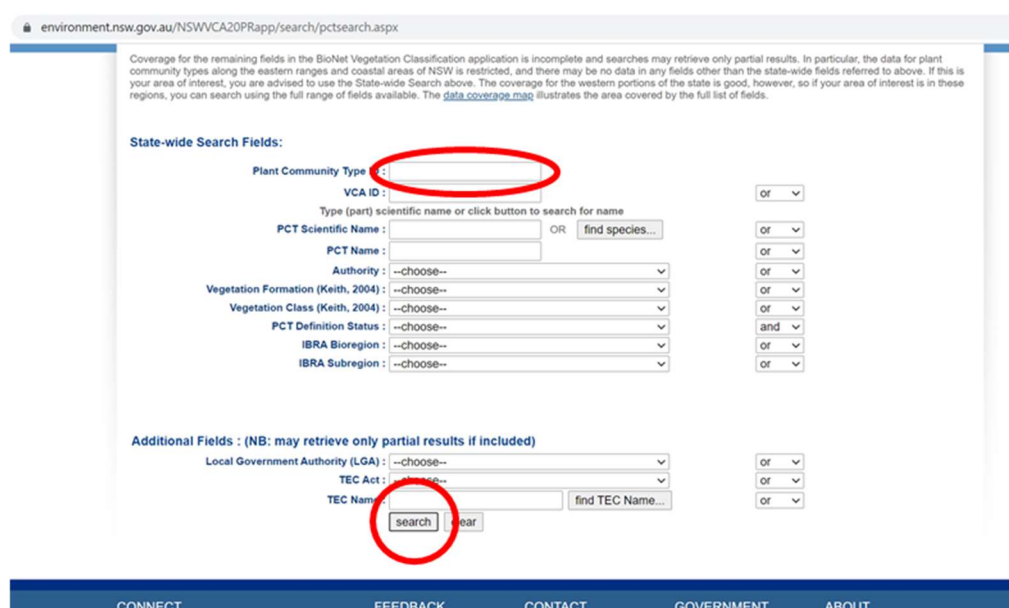 environment.nsw.gov.au/NSWVCA20PRapp/search/pctsearch.aspx
Coverage for the remaining fields in the BioNet Vegetation Classification application is incomplete and searches may retrieve only partial results. In particular, the data for plant
community types along the eastern ranges and coastal areas of NSW is restricted, and there may be no data in any fields other than the state-wide fields referred to above. If this is
your area of interest, you are advised to use the State-wide Search above. The coverage for the western portions of the state is good, however, so if your area of interest is in these
regions, you can search using the full range of fields available. The data coverage map illustrates the area covered by the full list of fields.
State-wide Search Fields:
Plant Community Type ID :
VCA ID : or
Type (part) scientific name or click button to search for name
PCT Scientific Name : OR find species... or
PCT Name : or
Authority : --choose-- or
Vegetation Formation (Keith, 2004) : --choose-- or
Vegetation Class (Keith, 2004) : --choose-- or
PCT Definition Status : --choose-- and
IBRA Bioregion : --choose-- or
IBRA Subregion : --choose-- or
Additional Fields : (NB: may retrieve only partial results if included)
Local Government Authority (LGA) : --choose-- or
TEC Act : --choose-- or
TEC Name : find TEC Name... or
search clear
CONNECT FEEDBACK CONTACT GOVERNMENT ABOUT